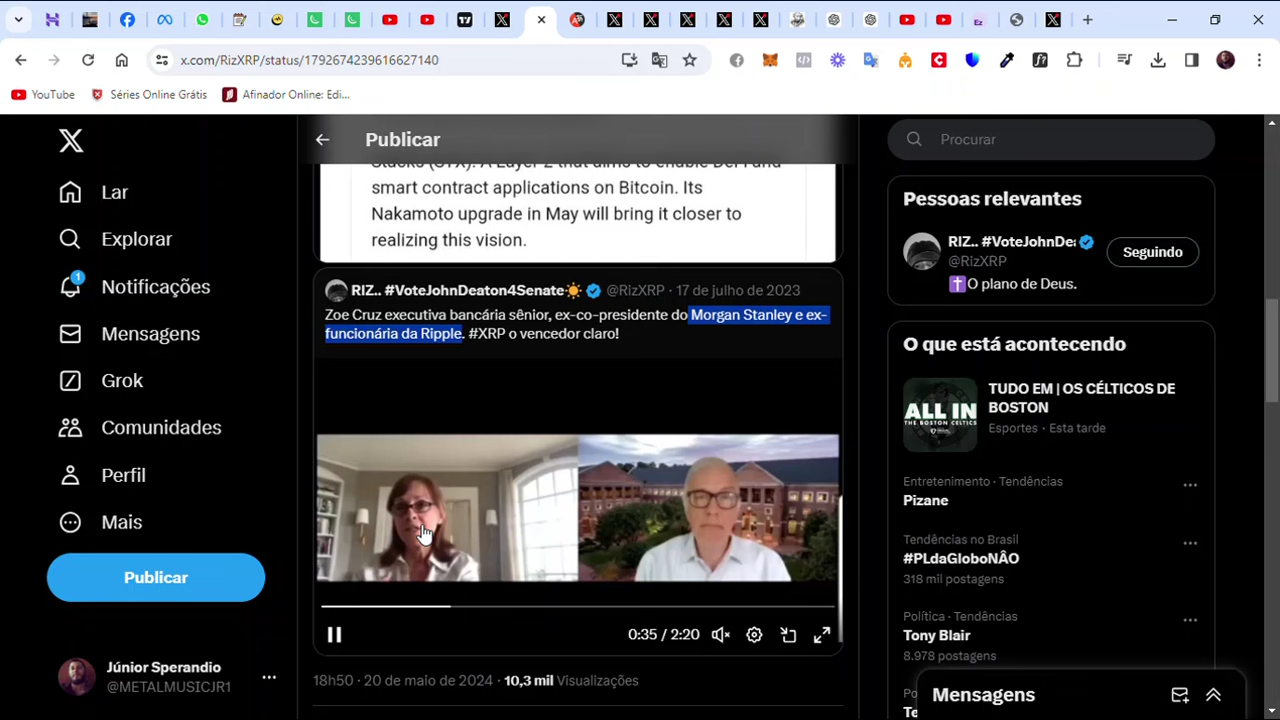 x.com/RizXRP/status/1792674239616627140
YouTube
Séries Online Grátis
Afinador Online: Edi...
Lar
Explorar
1
Notificações
Mensagens
Grok
Comunidades
Perfil
Mais
Publicar
Júnior Sperandio
@METALMUSICJR1
Publicar
smart contract applications on Bitcoin. Its
Nakamoto upgrade in May will bring it closer to
realizing this vision.
RIZ.. #VoteJohnDeaton4Senate @RizXRP · 17 de julho de 2023
Zoe Cruz executiva bancária sênior, ex-co-presidente do Morgan Stanley e ex-
funcionária da Ripple. #XRP o vencedor claro!
0:35 / 2:20
18h50 · 20 de maio de 2024 · 10,3 mil Visualizações
Procurar
Pessoas relevantes
RIZ.. #VoteJohnDea
@RizXRP
Seguindo
O plano de Deus.
O que está acontecendo
ALL IN
THE BOSTON CELTICS
TUDO EM | OS CÉLTICOS DE
BOSTON
Esportes · Esta tarde
Entretenimento · Tendências
Pizane
Tendências no Brasil
#PLdaGloboNÂO
318 mil postagens
Política · Tendências
Tony Blair
8.978 postagens
Mensagens